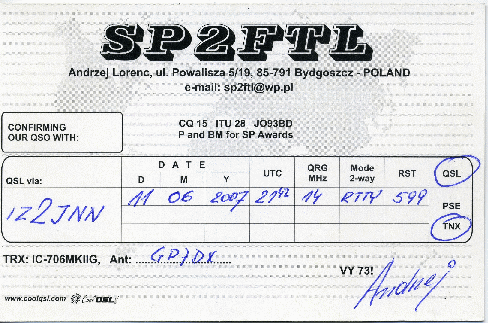 SP2FTL
Andrzej Lorenc, ul. Powalisza 5/19, 85-791 Bydgoszcz - POLAND
e-mail: sp2ftl@wp.pl
CQ 15 ITU 28 JO93BD
P and BM for SP Awards
CONFIRMING
OUR QSO WITH:
QSL via:
IZ2JNN
DATE
D M Y UTC QRG MHz Mode 2-way RST
11 06 2007 21 42 14 RTTY 599
QSL
PSE
TNX
TRX: IC-706MKIIG, Ant: GP7DX
VY 73!
Andrzej
www.coolqsl.com CoolQSL!